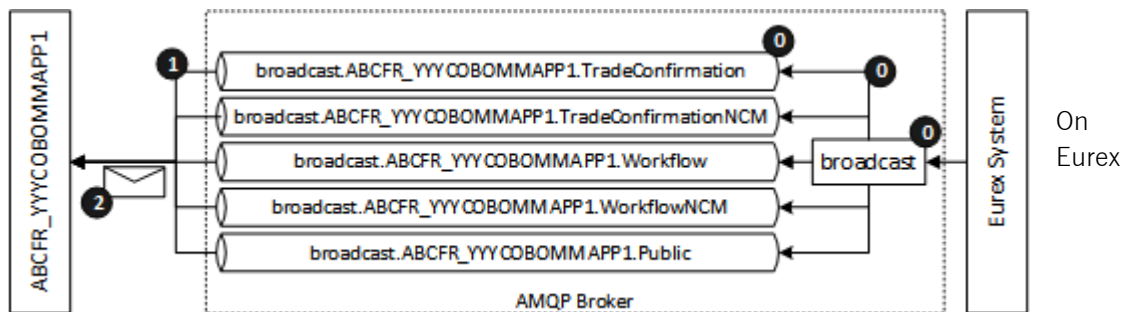 ABCFR_YYYCOBOMMAPP1
1
2
broadcast.ABCFR_YYYCOBOMMAPP1.TradeConfirmation
broadcast.ABCFR_YYYCOBOMMAPP1.TradeConfirmationNCM
broadcast.ABCFR_YYYCOBOMMAPP1.Workflow
broadcast.ABCFR_YYYCOBOMMAPP1.WorkflowNCM
broadcast.ABCFR_YYYCOBOMMAPP1.Public
0
0
0
broadcast
AMQP Broker
Eurex System
On
Eurex